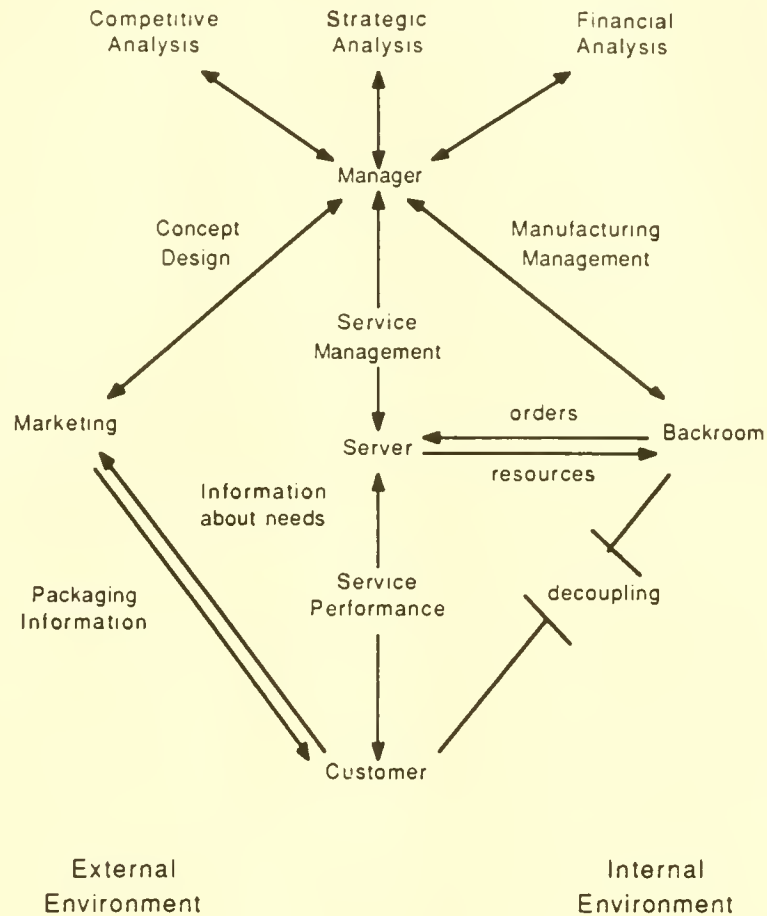 Competitive
Analysis
Strategic
Analysis
Financial
Analysis
Manager
Concept
Design
Manufacturing
Management
Service
Management
Marketing
orders
Server
Backroom
resources
Information
about needs
Packaging
Information
Service
Performance
decoupling
Customer
External
Environment
Internal
Environment